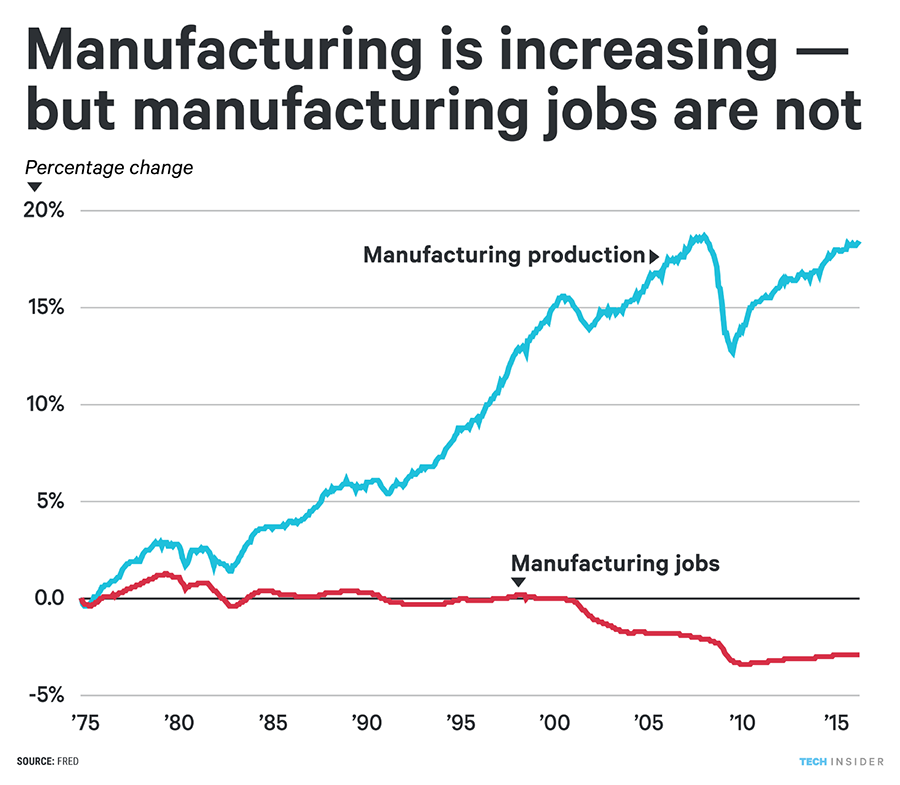 Manufacturing is increasing —
but manufacturing jobs are not
Percentage change
20%
Manufacturing production
15%
10%
5%
Manufacturing jobs
0.0
-5%
’75 ’80 ’85 ’90 ’95 ’00 ’05 ’10 ’15
SOURCE: FRED
TECH INSIDER